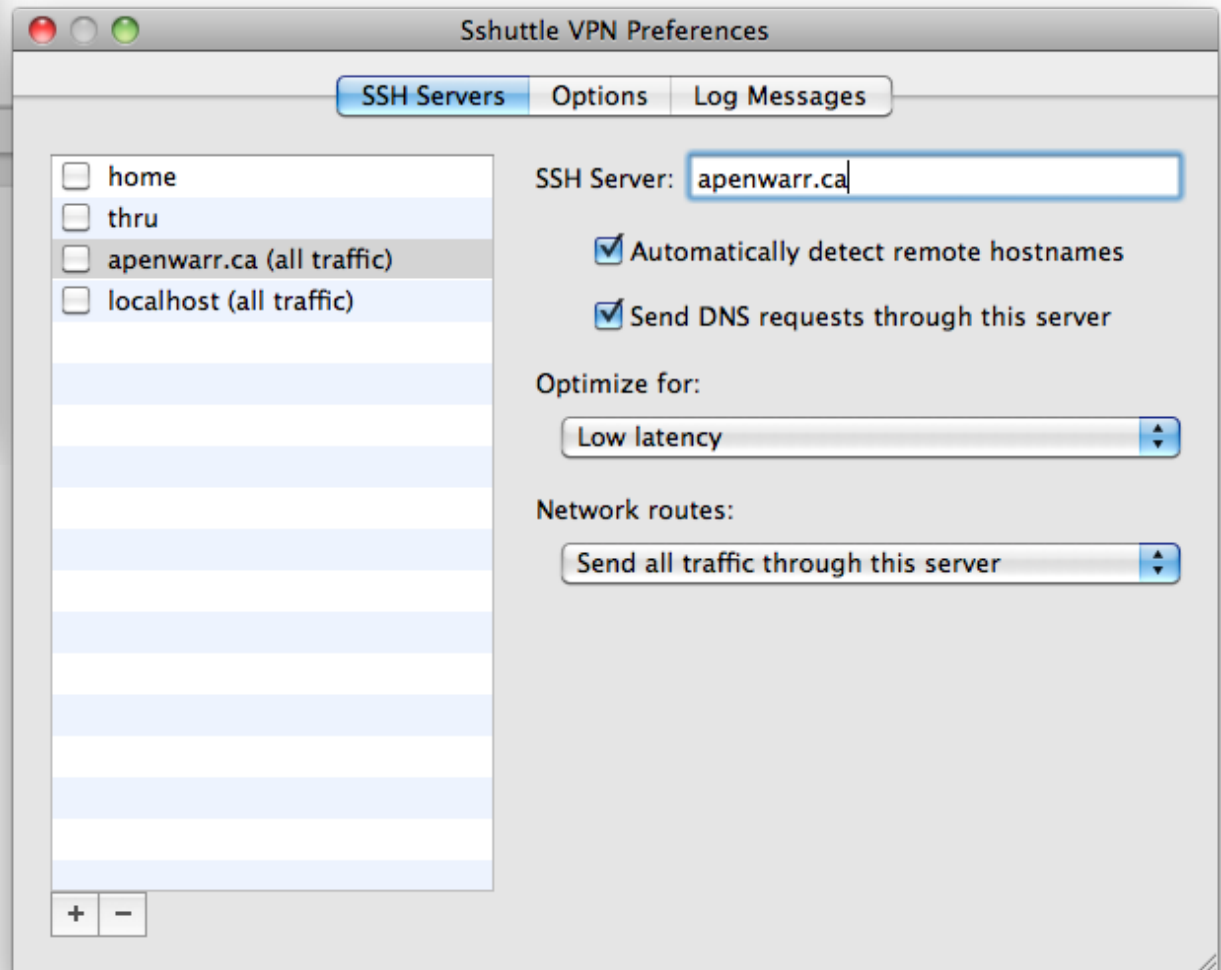 Sshuttle VPN Preferences
SSH Servers Options Log Messages
home
thru
apenwarr.ca (all traffic)
localhost (all traffic)
SSH Server: apenwarr.ca
Automatically detect remote hostnames
Send DNS requests through this server
Optimize for:
Low latency
Network routes:
Send all traffic through this server
+ −